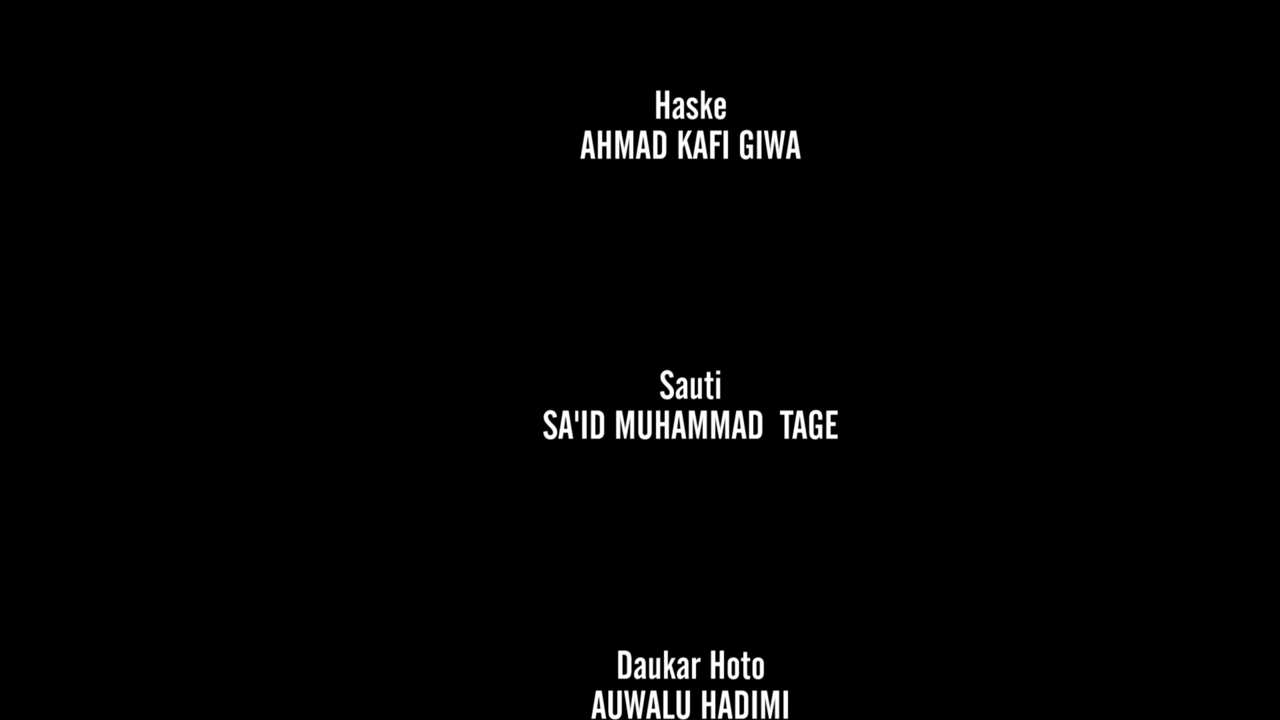 Haske
AHMAD KAFI GIWA
Sauti
SA'ID MUHAMMAD  TAGE
Daukar Hoto
AUWALU HADIMI